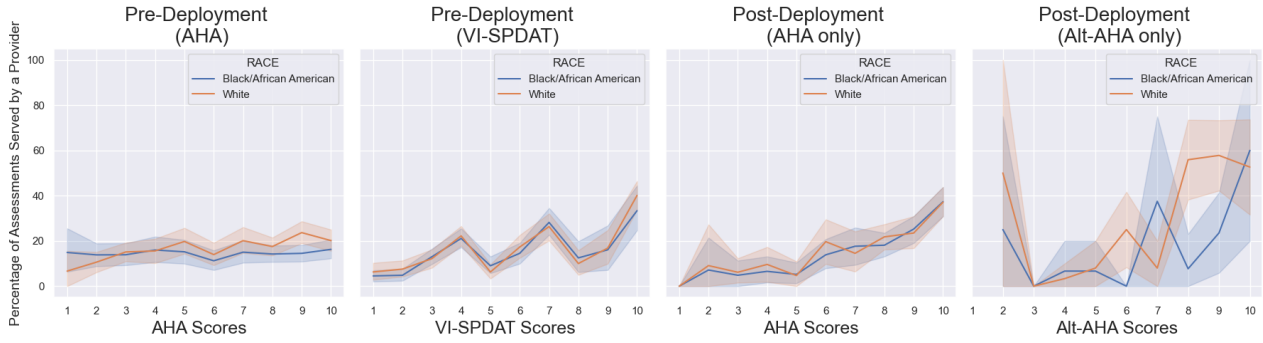 Pre-Deployment
(AHA)
Pre-Deployment
(VI-SPDAT)
Post-Deployment
(AHA only)
Post-Deployment
(Alt-AHA only)
Percentage of Assessments Served by a Provider
100
80
60
40
20
0
RACE
Black/African American
White
RACE
Black/African American
White
RACE
Black/African American
White
RACE
Black/African American
White
1 2 3 4 5 6 7 8 9 10
1 2 3 4 5 6 7 8 9 10
1 2 3 4 5 6 7 8 9 10
1 2 3 4 5 6 7 8 9 10
AHA Scores
VI-SPDAT Scores
AHA Scores
Alt-AHA Scores